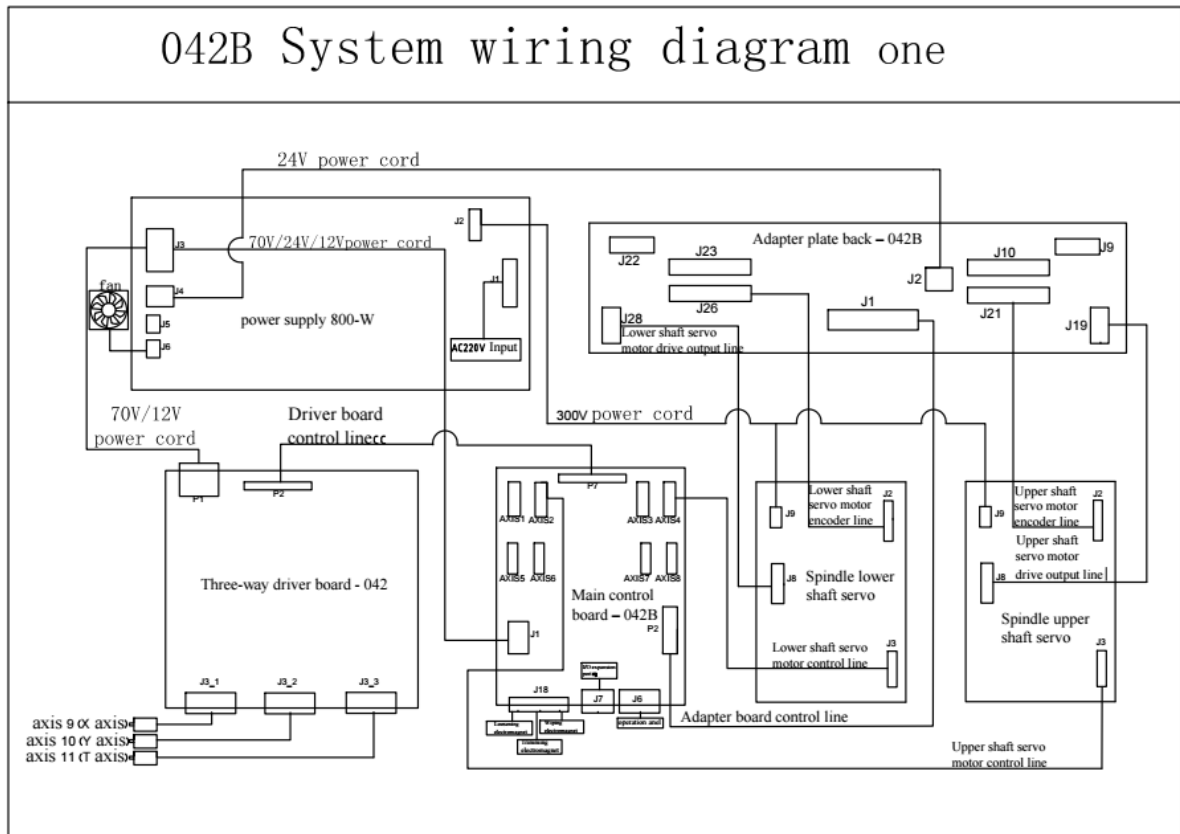 042B System wiring diagram one
24V power cord
J2
J3
70V/24V/12Vpower cord
J1
fan
J4
J5
J6
power supply 800-W
AC220V Input
Adapter plate back – 042B
J22
J23
J10
J9
J2
J26
J1
J21
J28
J19
Lower shaft servo
motor drive output line
70V/12V
power cord
Driver board
control linecc
300V power cord
P1
P2
P7
AXIS1
AXIS2
AXIS3
AXIS4
AXIS5
AXIS6
AXIS7
AXIS8
Three-way driver board - 042
Main control
board – 042B
P2
J1
J3_1
J3_2
J3_3
J18
J7
J6
axis 9 (X axis)
axis 10 (Y axis)
axis 11 (T axis)
Adapter board control line
Lower shaft
servo motor
encoder line
J2
J9
J8
Spindle lower
shaft servo
Lower shaft servo
motor control line
J3
Upper shaft
servo motor
encoder line
J2
J9
Upper shaft
servo motor
drive output line
J8
Spindle upper
shaft servo
J3
Upper shaft servo
motor control line